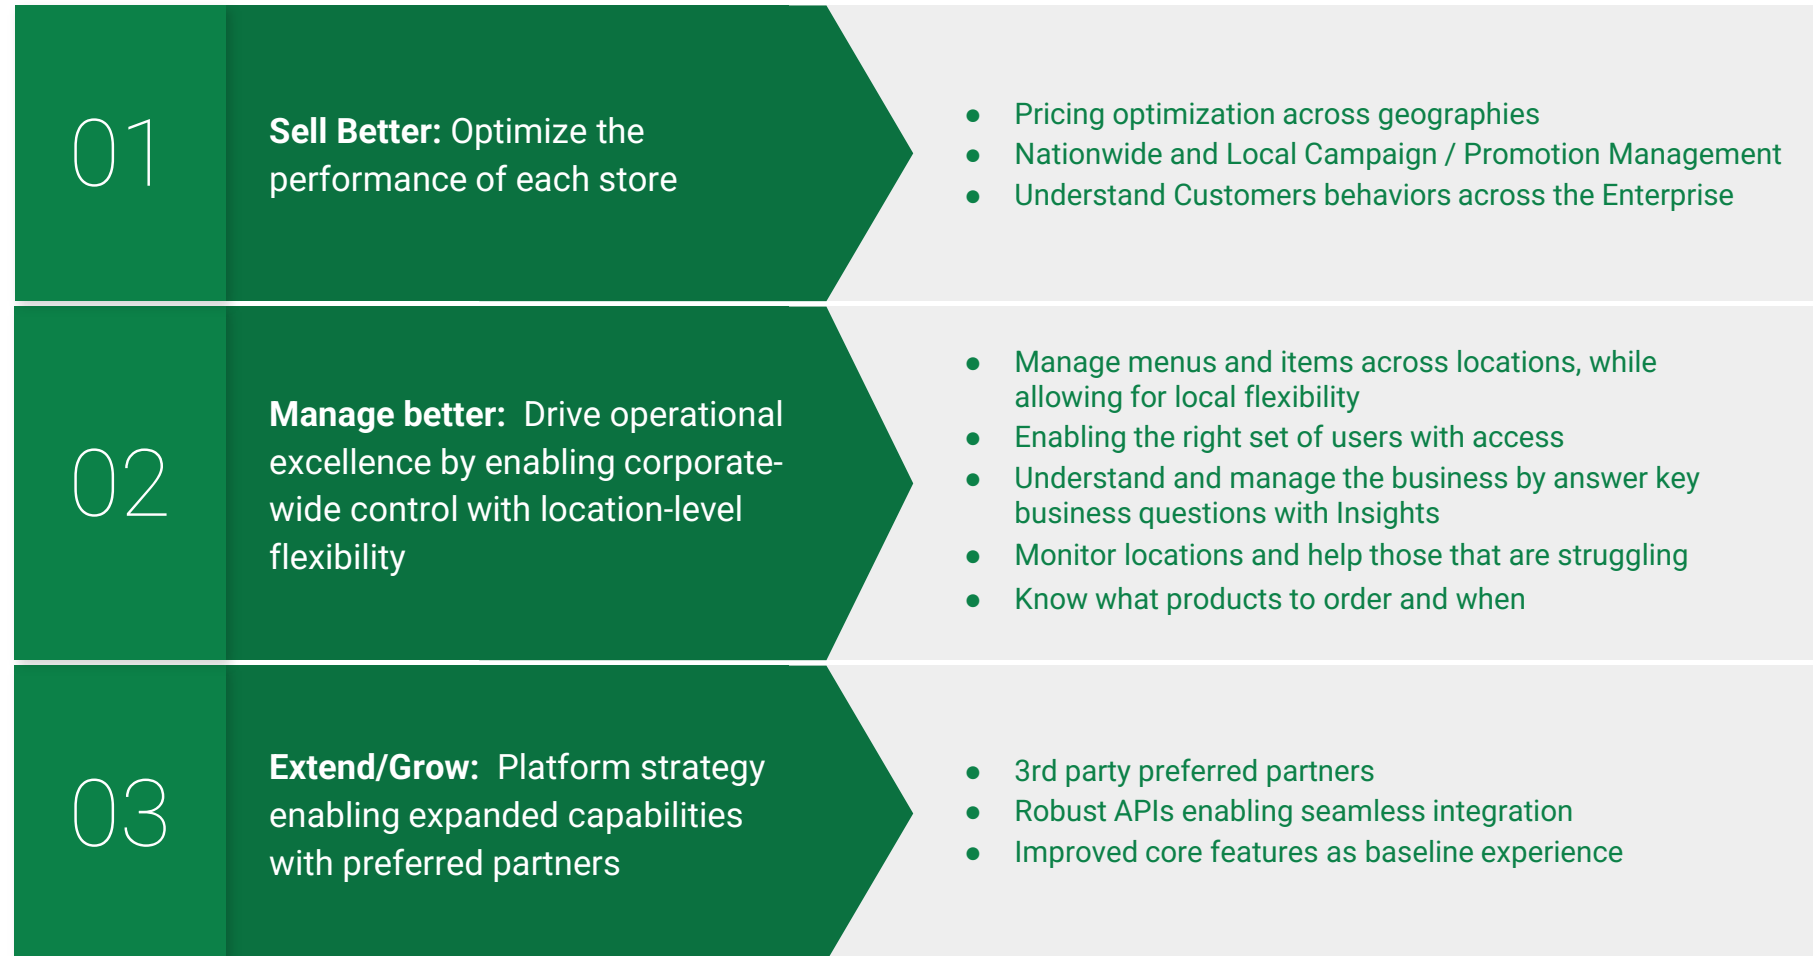 01
Sell Better: Optimize the
performance of each store
● Pricing optimization across geographies
● Nationwide and Local Campaign / Promotion Management
● Understand Customers behaviors across the Enterprise
02
Manage better:  Drive operational
excellence by enabling corporate-
wide control with location-level
flexibility
● Manage menus and items across locations, while
allowing for local flexibility
● Enabling the right set of users with access
● Understand and manage the business by answer key
business questions with Insights
● Monitor locations and help those that are struggling
● Know what products to order and when
03
Extend/Grow:  Platform strategy
enabling expanded capabilities
with preferred partners
● 3rd party preferred partners
● Robust APIs enabling seamless integration
● Improved core features as baseline experience